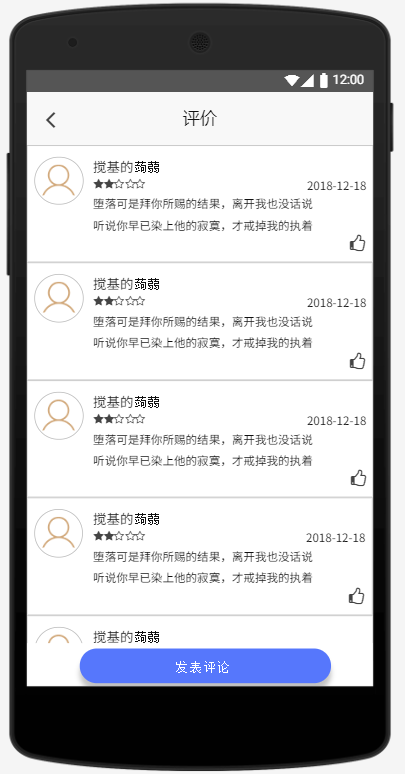 12:00
评价
搅基的蒟蒻
2018-12-18
堕落可是拜你所赐的结果，离开我也没话说
听说你早已染上他的寂寞，才戒掉我的执着
搅基的蒟蒻
2018-12-18
堕落可是拜你所赐的结果，离开我也没话说
听说你早已染上他的寂寞，才戒掉我的执着
搅基的蒟蒻
2018-12-18
堕落可是拜你所赐的结果，离开我也没话说
听说你早已染上他的寂寞，才戒掉我的执着
搅基的蒟蒻
2018-12-18
堕落可是拜你所赐的结果，离开我也没话说
听说你早已染上他的寂寞，才戒掉我的执着
搅基的蒟蒻
发表评论